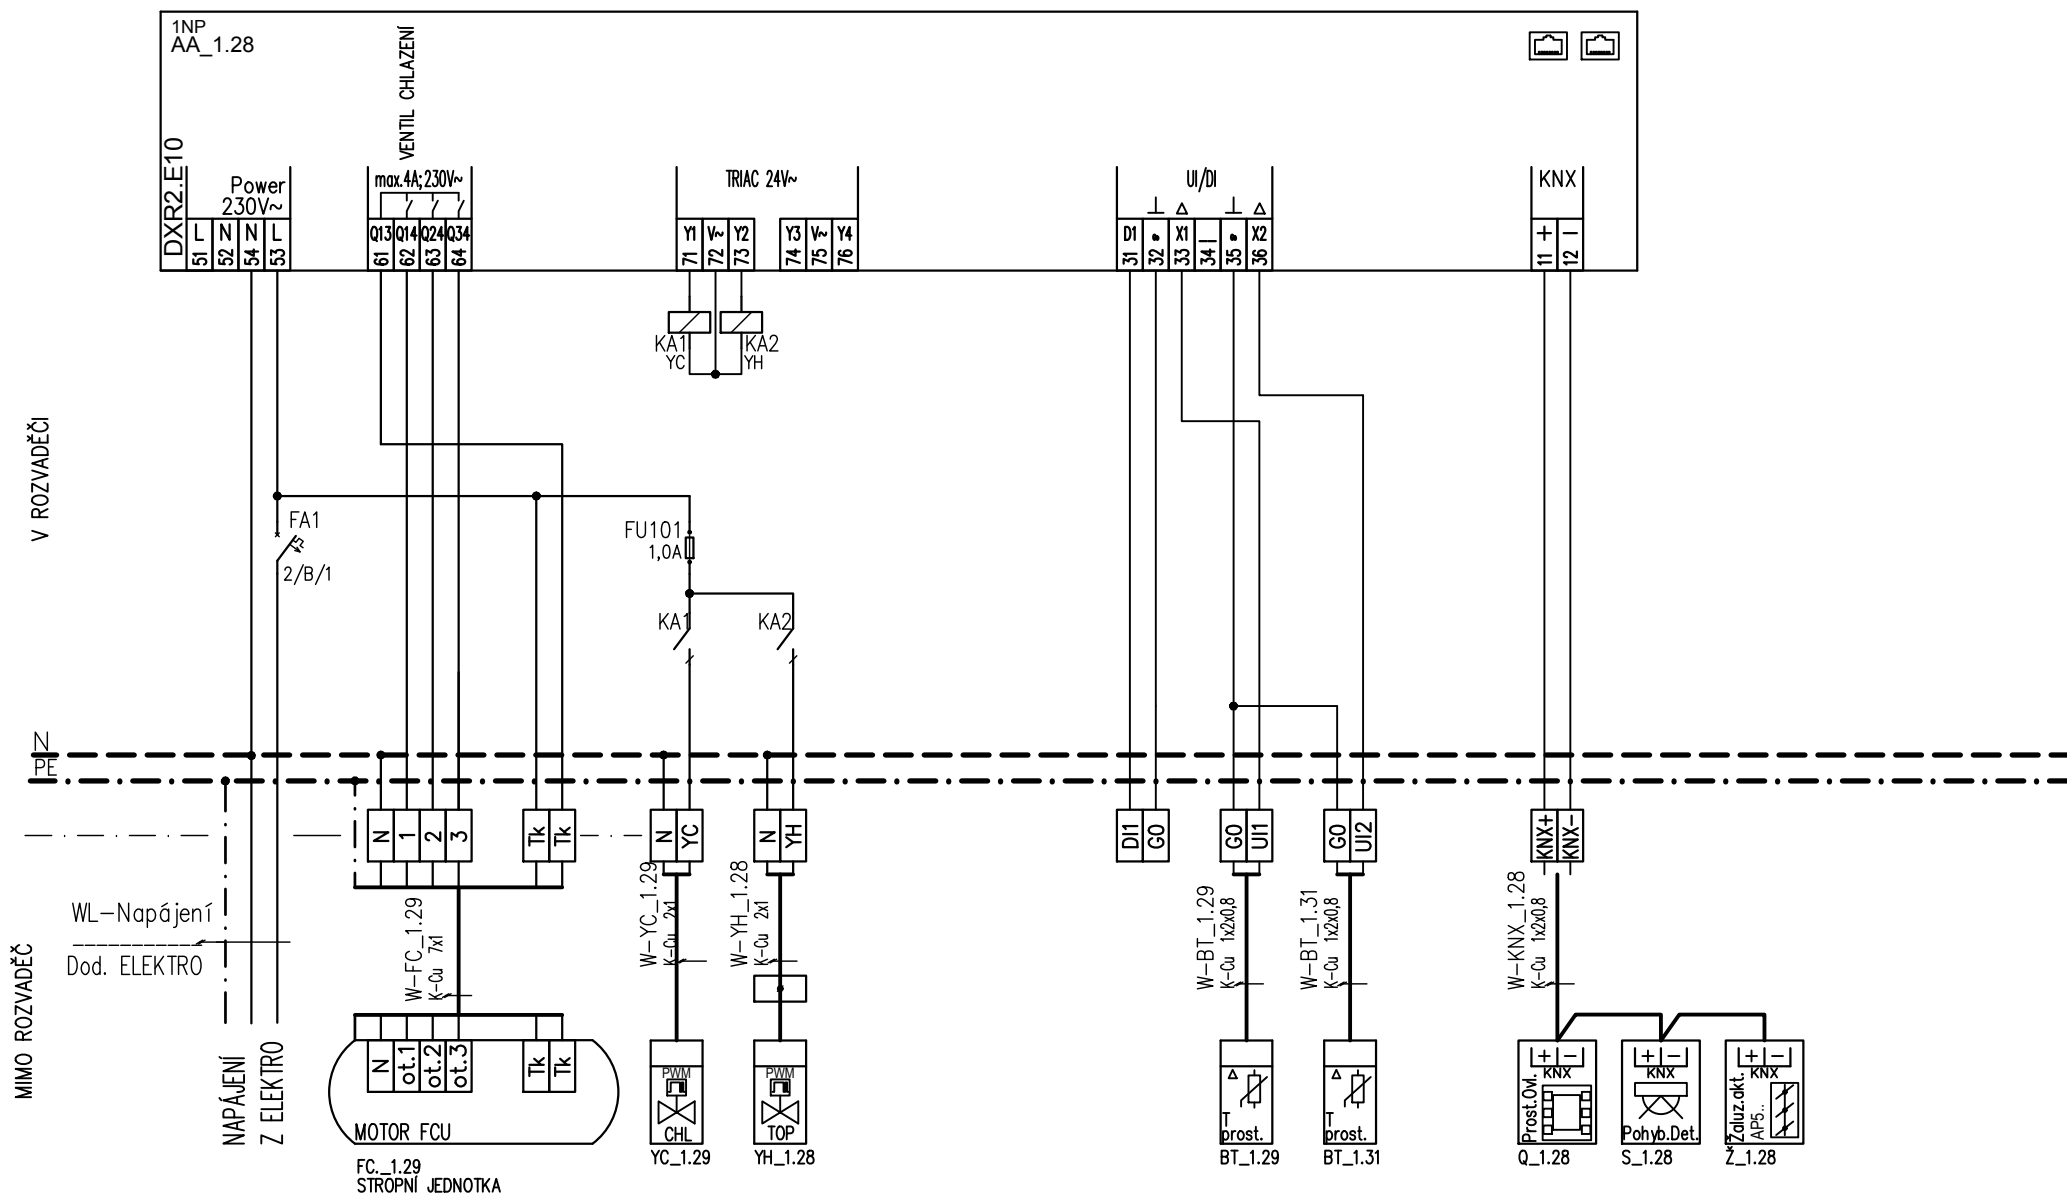 1NP
AA_1.28
DXR2.E10
VENTIL CHLAZENÍ
Power
230V~
max.4A;230V~
TRIAC 24V~
UI/DI
KNX
L N N L
51 52 54 53
Q13 Q14 Q24 Q34
61 62 63 64
Y1 V~ Y2
71 72 73
Y3 V~ Y4
74 75 76
D1 X1 X2
31 32 33 34 35 36
+ −
11 12
KA1
YC
KA2
YH
V ROZVADĚČI
FA1
2/B/1
FU101
1,0A
KA1
KA2
N
PE
N 1 2 3
Tk Tk
N YC
N YH
DI1 GO
GO UI1
GO UI2
KNX+ KNX-
WL-Napájení
Dod. ELEKTRO
MIMO ROZVADĚČ
W-FC_1.29
K-Cu 7x1
W-YC_1.29
K-Cu 2x1
W-YH_1.28
K-Cu 2x1
W-BT_1.29
K-Cu 1x2x0,8
W-BT_1.31
K-Cu 1x2x0,8
W-KNX_1.28
K-Cu 1x2x0,8
NAPÁJENÍ
Z ELEKTRO
N ot.1 ot.2 ot.3
Tk Tk
MOTOR FCU
FC._1.29
STROPNÍ JEDNOTKA
PWM
CHL
YC_1.29
PWM
TOP
YH_1.28
T
prost.
BT_1.29
T
prost.
BT_1.31
+ −
KNX
Prost.Ovl.
Q_1.28
+ −
KNX
Pohyb.Det.
S_1.28
+ −
KNX
Žaluz.akt.
AP5..
Ž_1.28